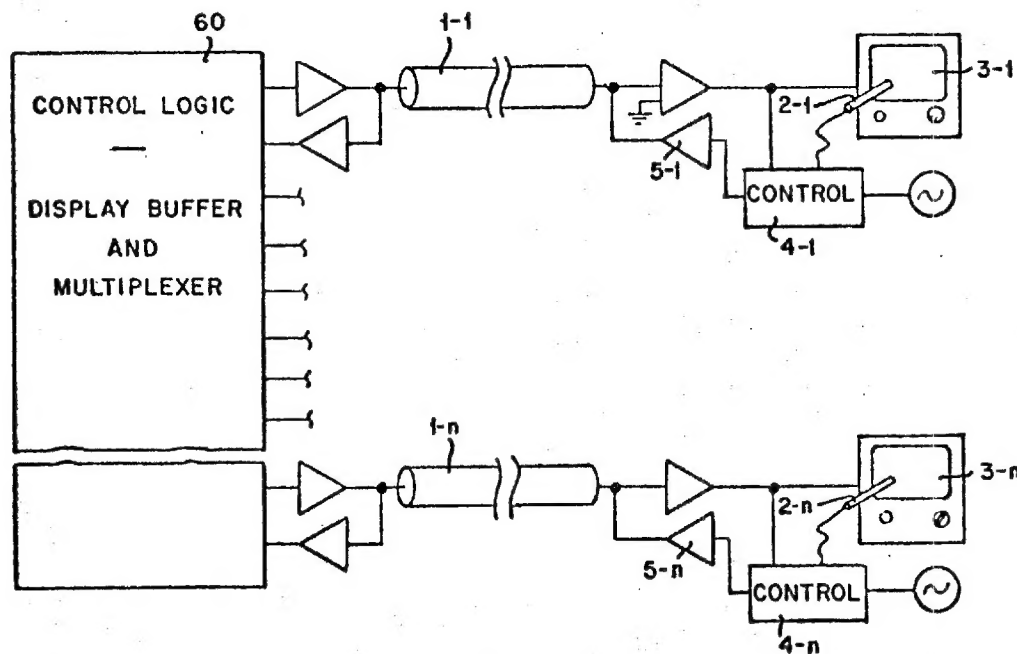 60
CONTROL LOGIC
—
DISPLAY BUFFER
AND
MULTIPLEXER
1-1
2-1
3-1
5-1
CONTROL
4-1
1-n
2-n
3-n
5-n
CONTROL
4-n